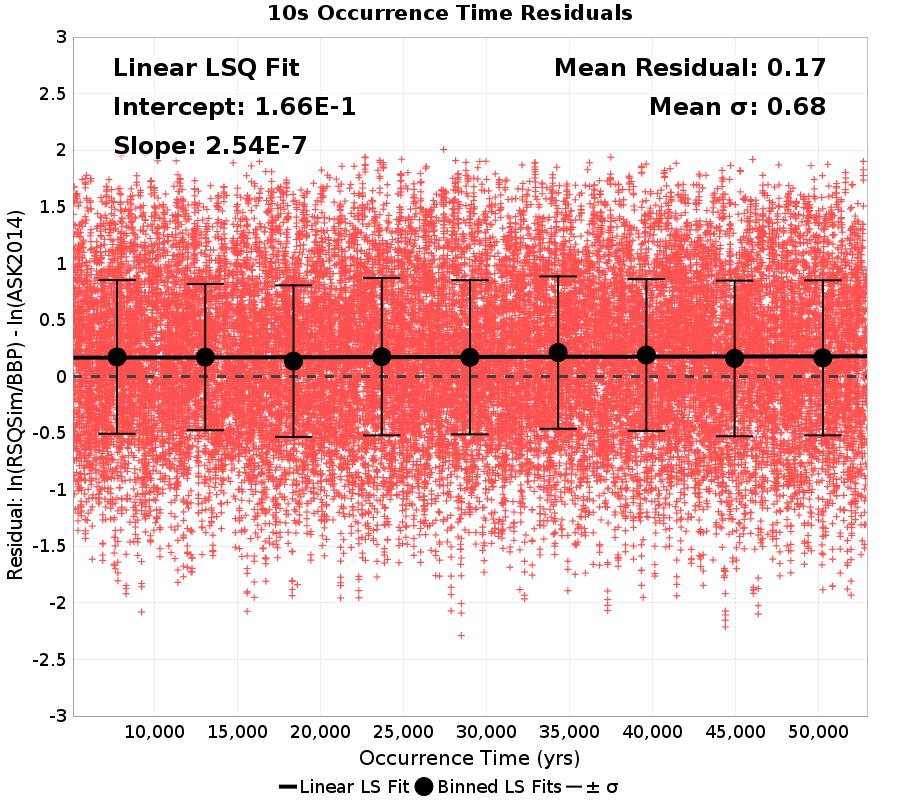 10s Occurrence Time Residuals
Linear LSQ Fit
Intercept: 1.66E-1
Slope: 2.54E-7
Mean Residual: 0.17
Mean σ: 0.68
Residual: ln(RSQSim/BBP) - ln(ASK2014)
3
2.5
2
1.5
1
0.5
0
-0.5
-1
-1.5
-2
-2.5
-3
10,000 15,000 20,000 25,000 30,000 35,000 40,000 45,000 50,000
Occurrence Time (yrs)
Linear LS Fit Binned LS Fits ± σ